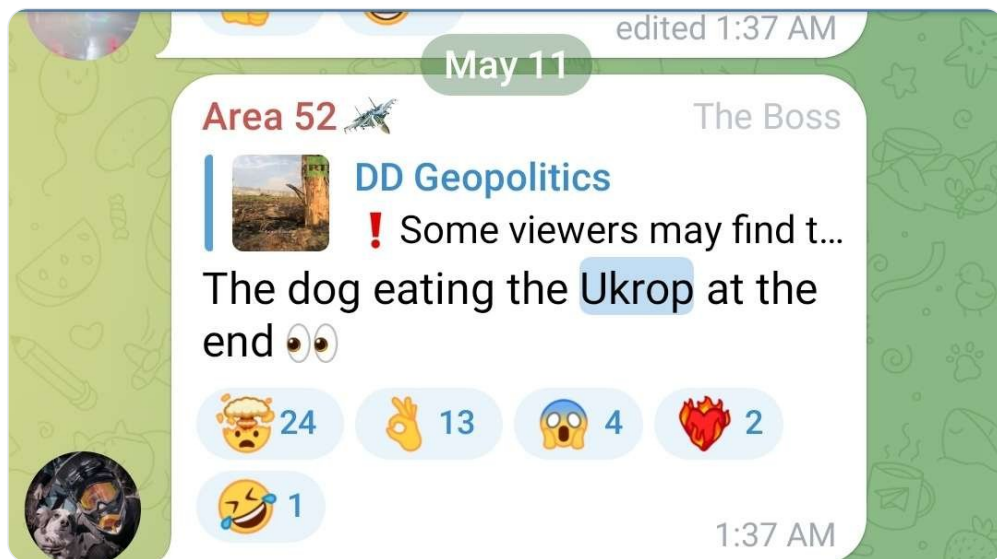 edited 1:37 AM
May 11
Area 52
The Boss
RT
DD Geopolitics
❗ Some viewers may find t...
The dog eating the Ukrop at the
end 👀
🤯 24 👌 13 😱 4 ❤️‍🔥 2
🤣 1
1:37 AM